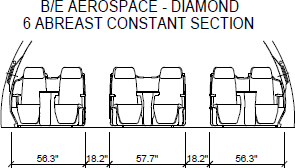 B/E AEROSPACE - DIAMOND
6 ABREAST CONSTANT SECTION
56.3" 18.2" 57.7" 18.2" 56.3"